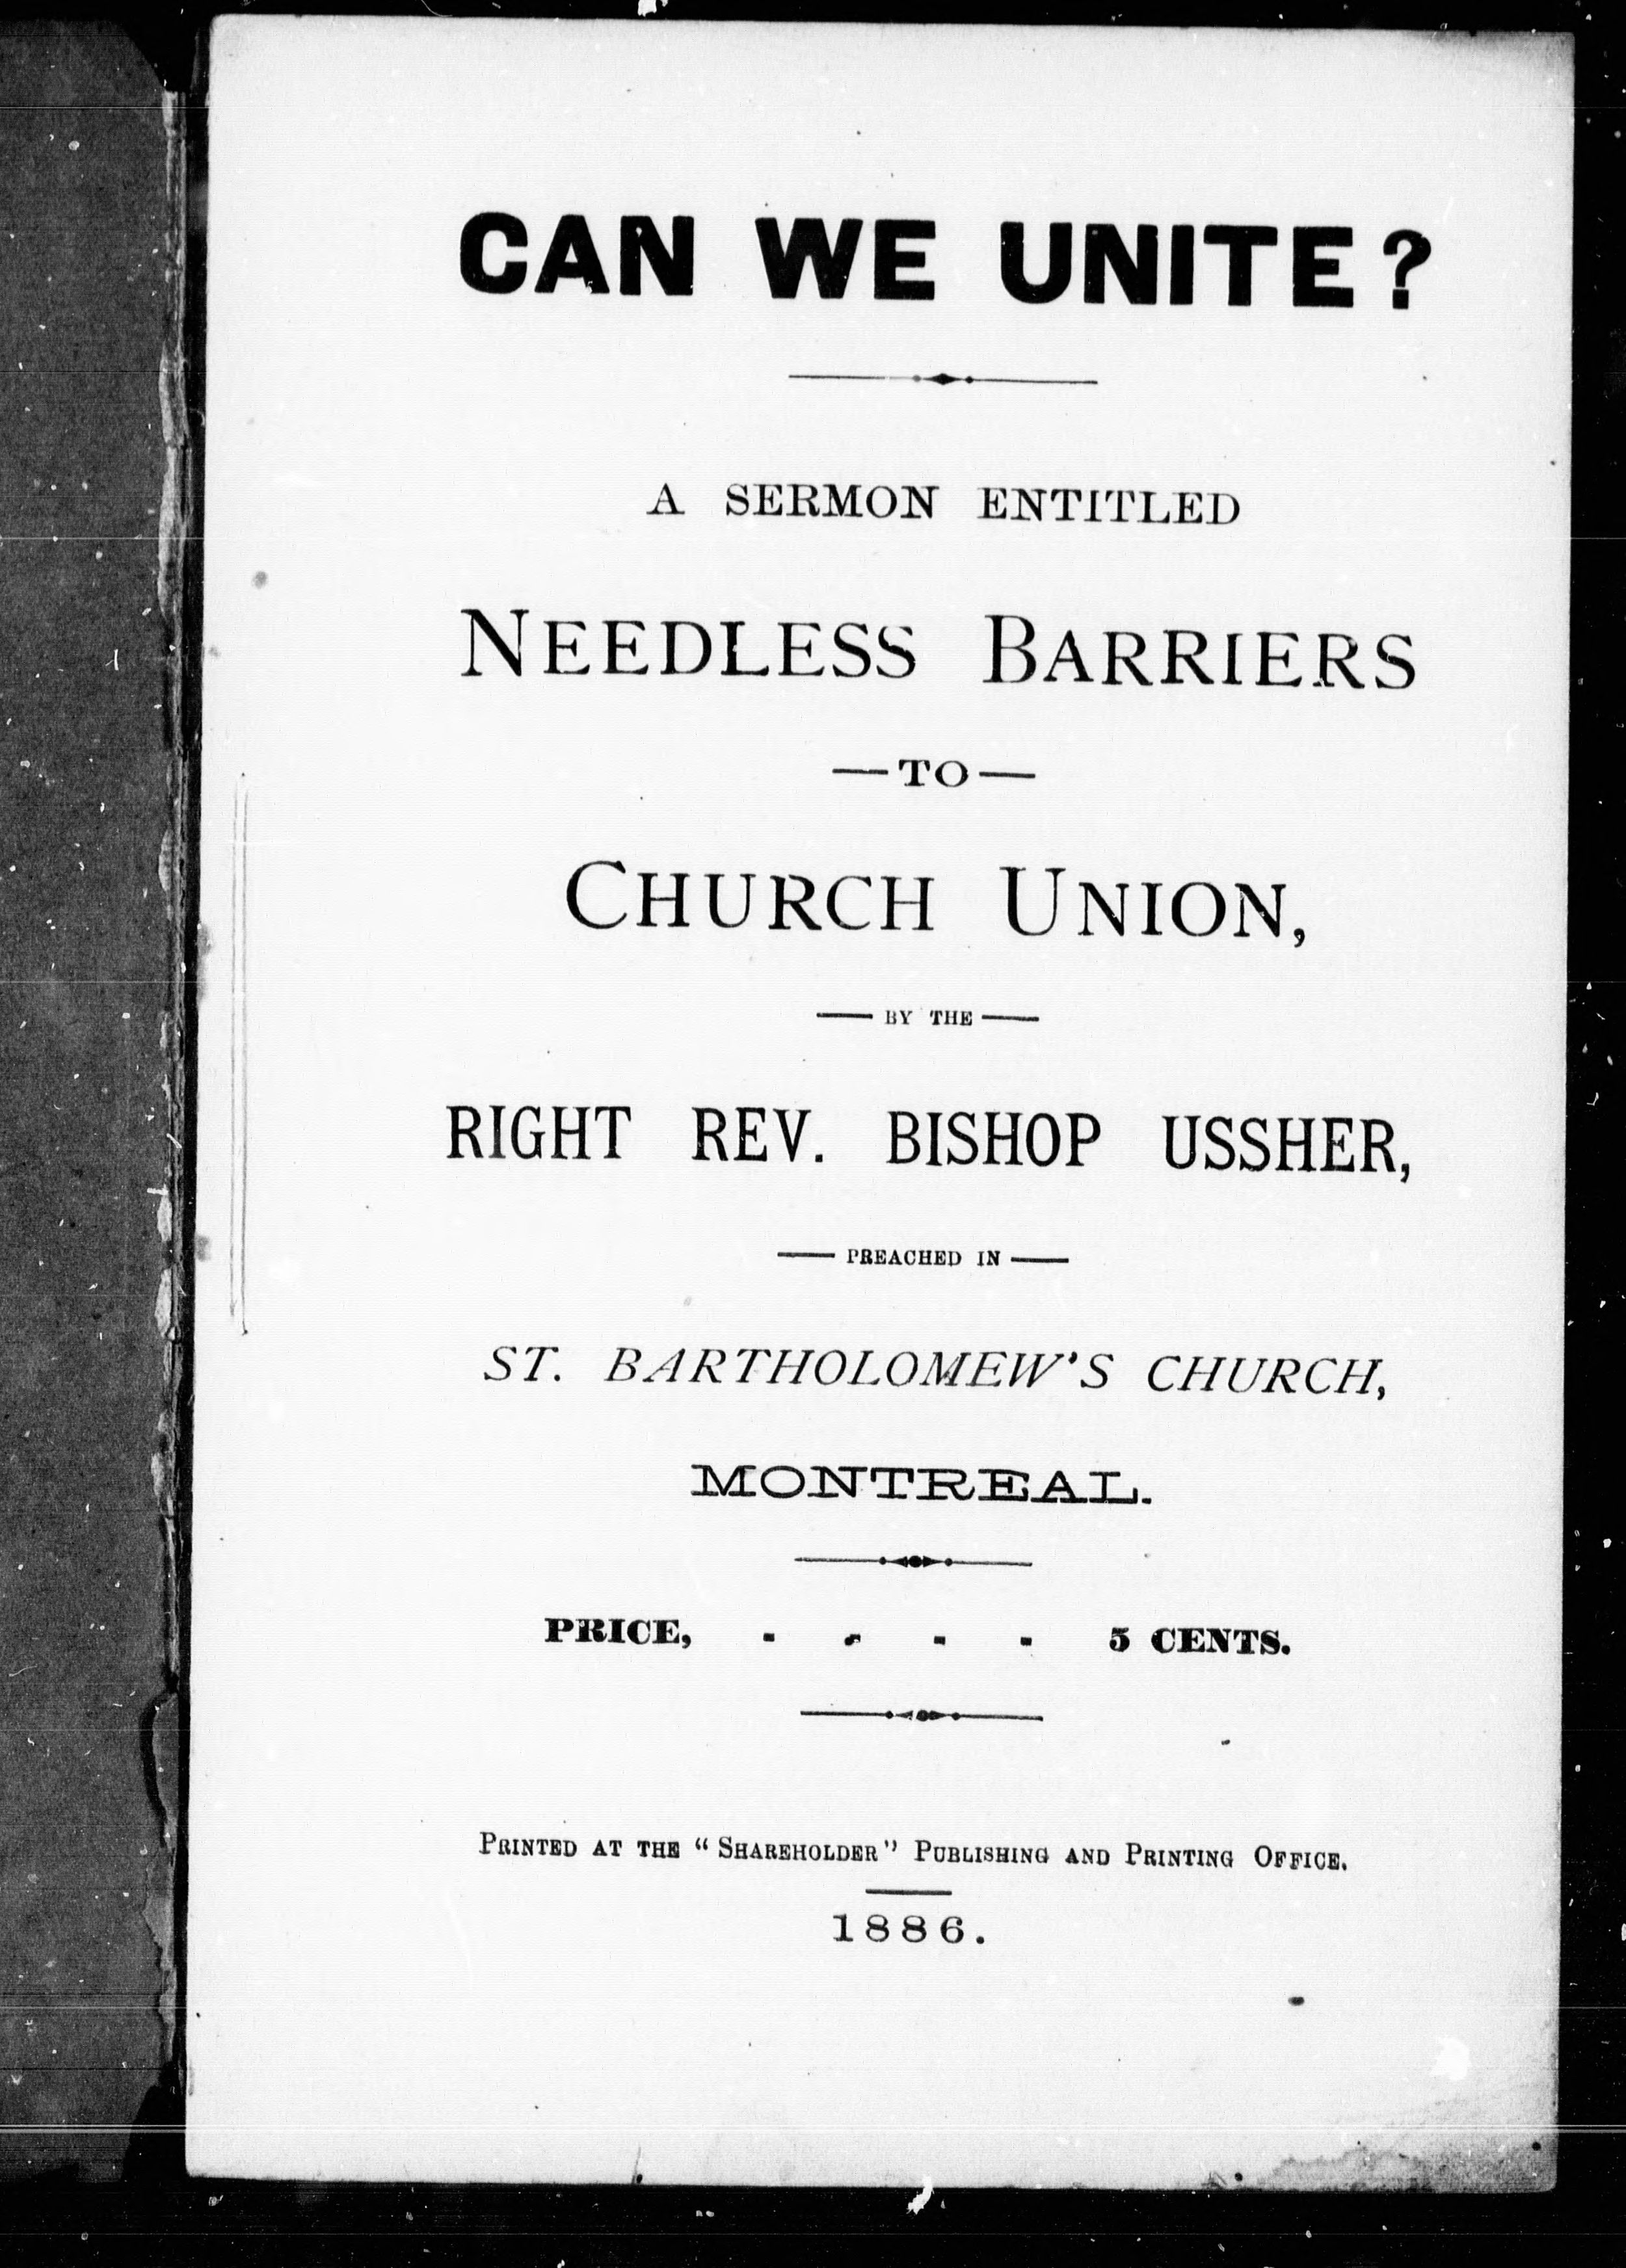 CAN WE UNITE?
A SERMON ENTITLED
NEEDLESS BARRIERS
—TO—
CHURCH UNION,
— BY THE —
RIGHT REV. BISHOP USSHER,
— PREACHED IN —
ST. BARTHOLOMEW'S CHURCH,
MONTREAL.
PRICE, - - - - 5 CENTS.
PRINTED AT THE "SHAREHOLDER" PUBLISHING AND PRINTING OFFICE.
1886.